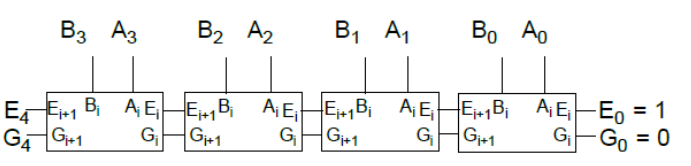 B₃ A₃ B₂ A₂ B₁ A₁ B₀ A₀
E₄ Eᵢ₊₁ Bᵢ Aᵢ Eᵢ Eᵢ₊₁ Bᵢ Aᵢ Eᵢ Eᵢ₊₁ Bᵢ Aᵢ Eᵢ Eᵢ₊₁ Bᵢ Aᵢ Eᵢ E₀ = 1
G₄ Gᵢ₊₁ Gᵢ Gᵢ₊₁ Gᵢ Gᵢ₊₁ Gᵢ Gᵢ₊₁ Gᵢ G₀ = 0